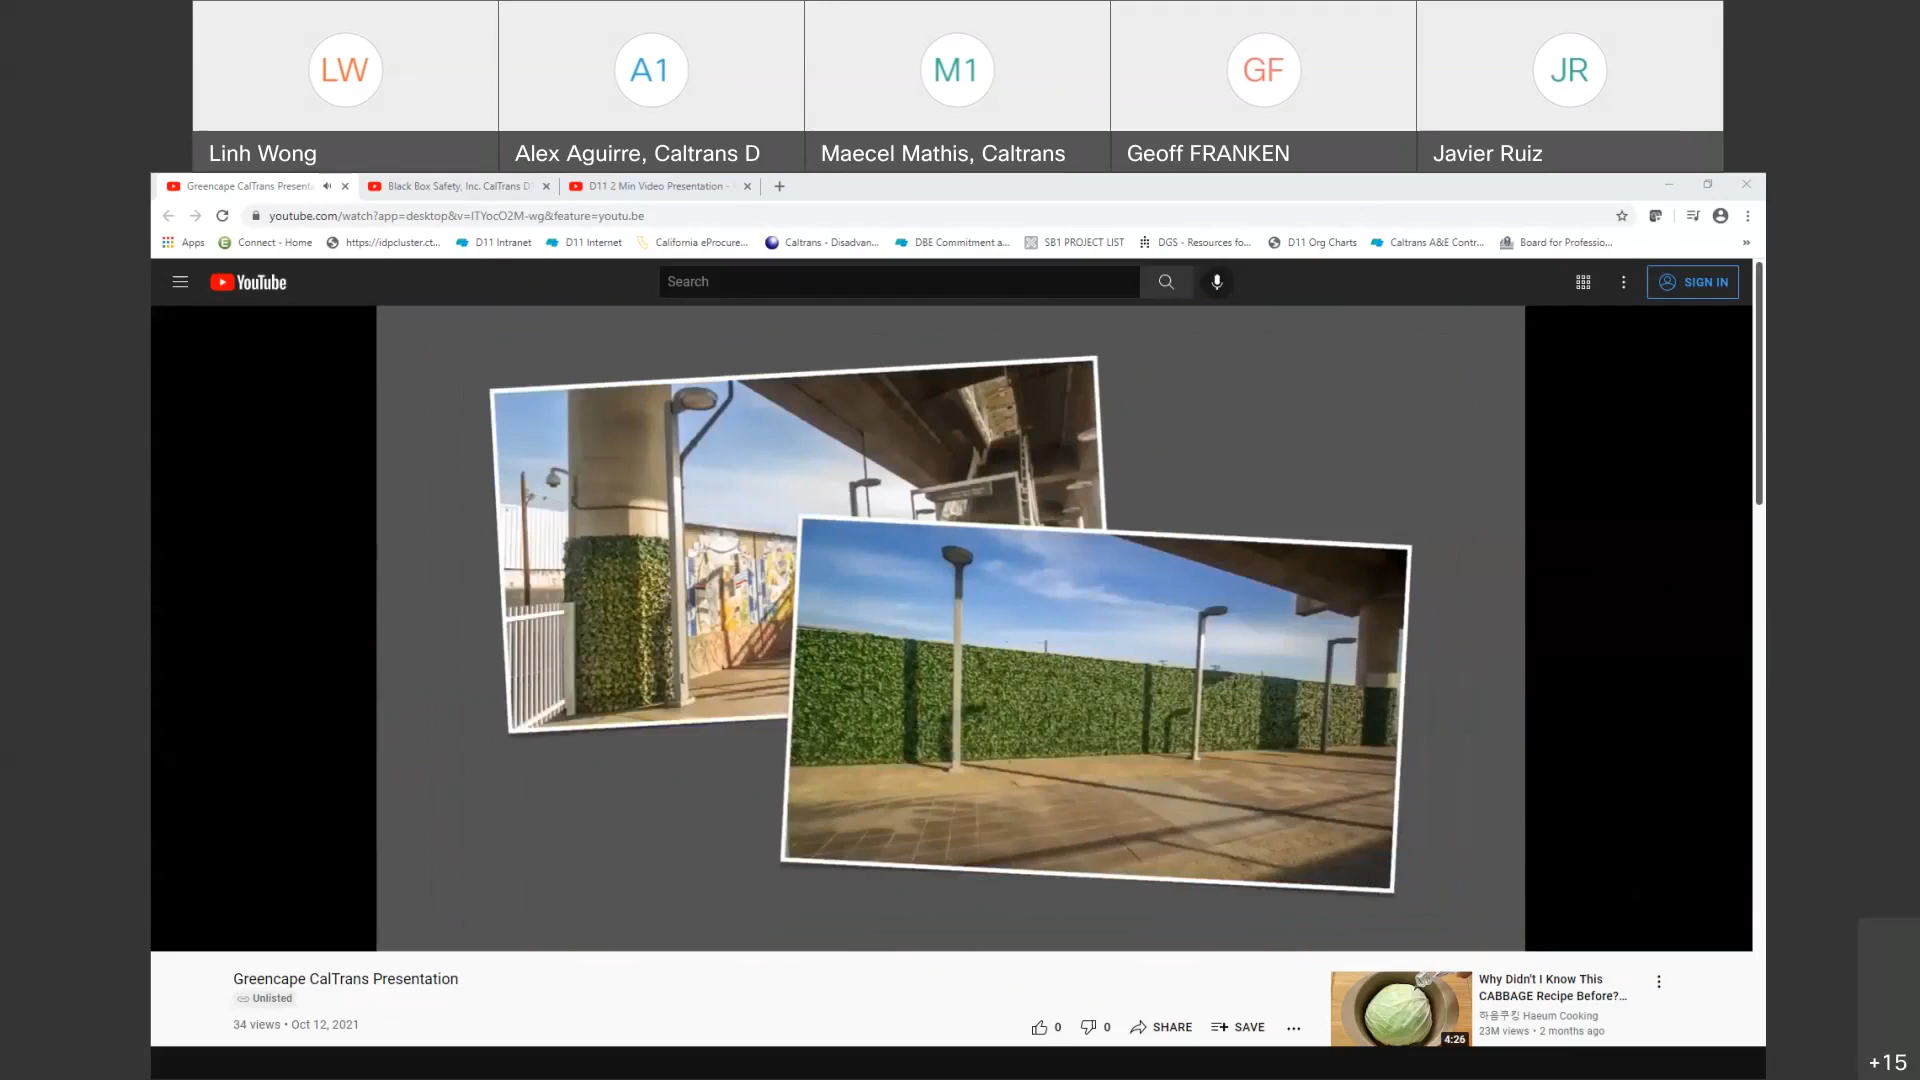 LW
A1
M1
GF
JR
Linh Wong
Alex Aguirre, Caltrans D
Maecel Mathis, Caltrans
Geoff FRANKEN
Javier Ruiz
Greencape CalTrans Present
Black Box Safety, Inc. CalTrans D
D11 2 Min Video Presentation -
youtube.com/watch?app=desktop&v=ITYocO2M-wg&feature=youtu.be
Apps
Connect - Home
https://idpcluster.ct...
D11 Intranet
D11 Internet
California eProcure...
Caltrans - Disadvan...
DBE Commitment a...
SB1 PROJECT LIST
DGS - Resources fo...
D11 Org Charts
Caltrans A&E Contr...
Board for Professio...
YouTube
Search
SIGN IN
Greencape CalTrans Presentation
Unlisted
34 views • Oct 12, 2021
0
0
SHARE
SAVE
Why Didn't I Know This
CABBAGE Recipe Before?...
하음쿠킹 Haeum Cooking
23M views • 2 months ago
4:26
+15